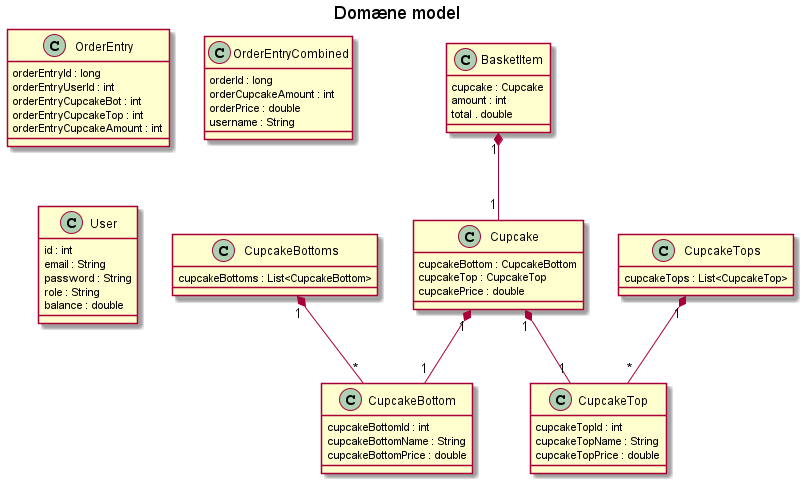 Domæne model
C OrderEntry
orderEntryId : long
orderEntryUserId : int
orderEntryCupcakeBot : int
orderEntryCupcakeTop : int
orderEntryCupcakeAmount : int
C OrderEntryCombined
orderId : long
orderCupcakeAmount : int
orderPrice : double
username : String
C BasketItem
cupcake : Cupcake
amount : int
total . double
1
1
C User
id : int
email : String
password : String
role : String
balance : double
C CupcakeBottoms
cupcakeBottoms : List<CupcakeBottom>
1
*
C Cupcake
cupcakeBottom : CupcakeBottom
cupcakeTop : CupcakeTop
cupcakePrice : double
1
1
1
1
C CupcakeTops
cupcakeTops : List<CupcakeTop>
1
*
C CupcakeBottom
cupcakeBottomId : int
cupcakeBottomName : String
cupcakeBottomPrice : double
C CupcakeTop
cupcakeTopId : int
cupcakeTopName : String
cupcakeTopPrice : double